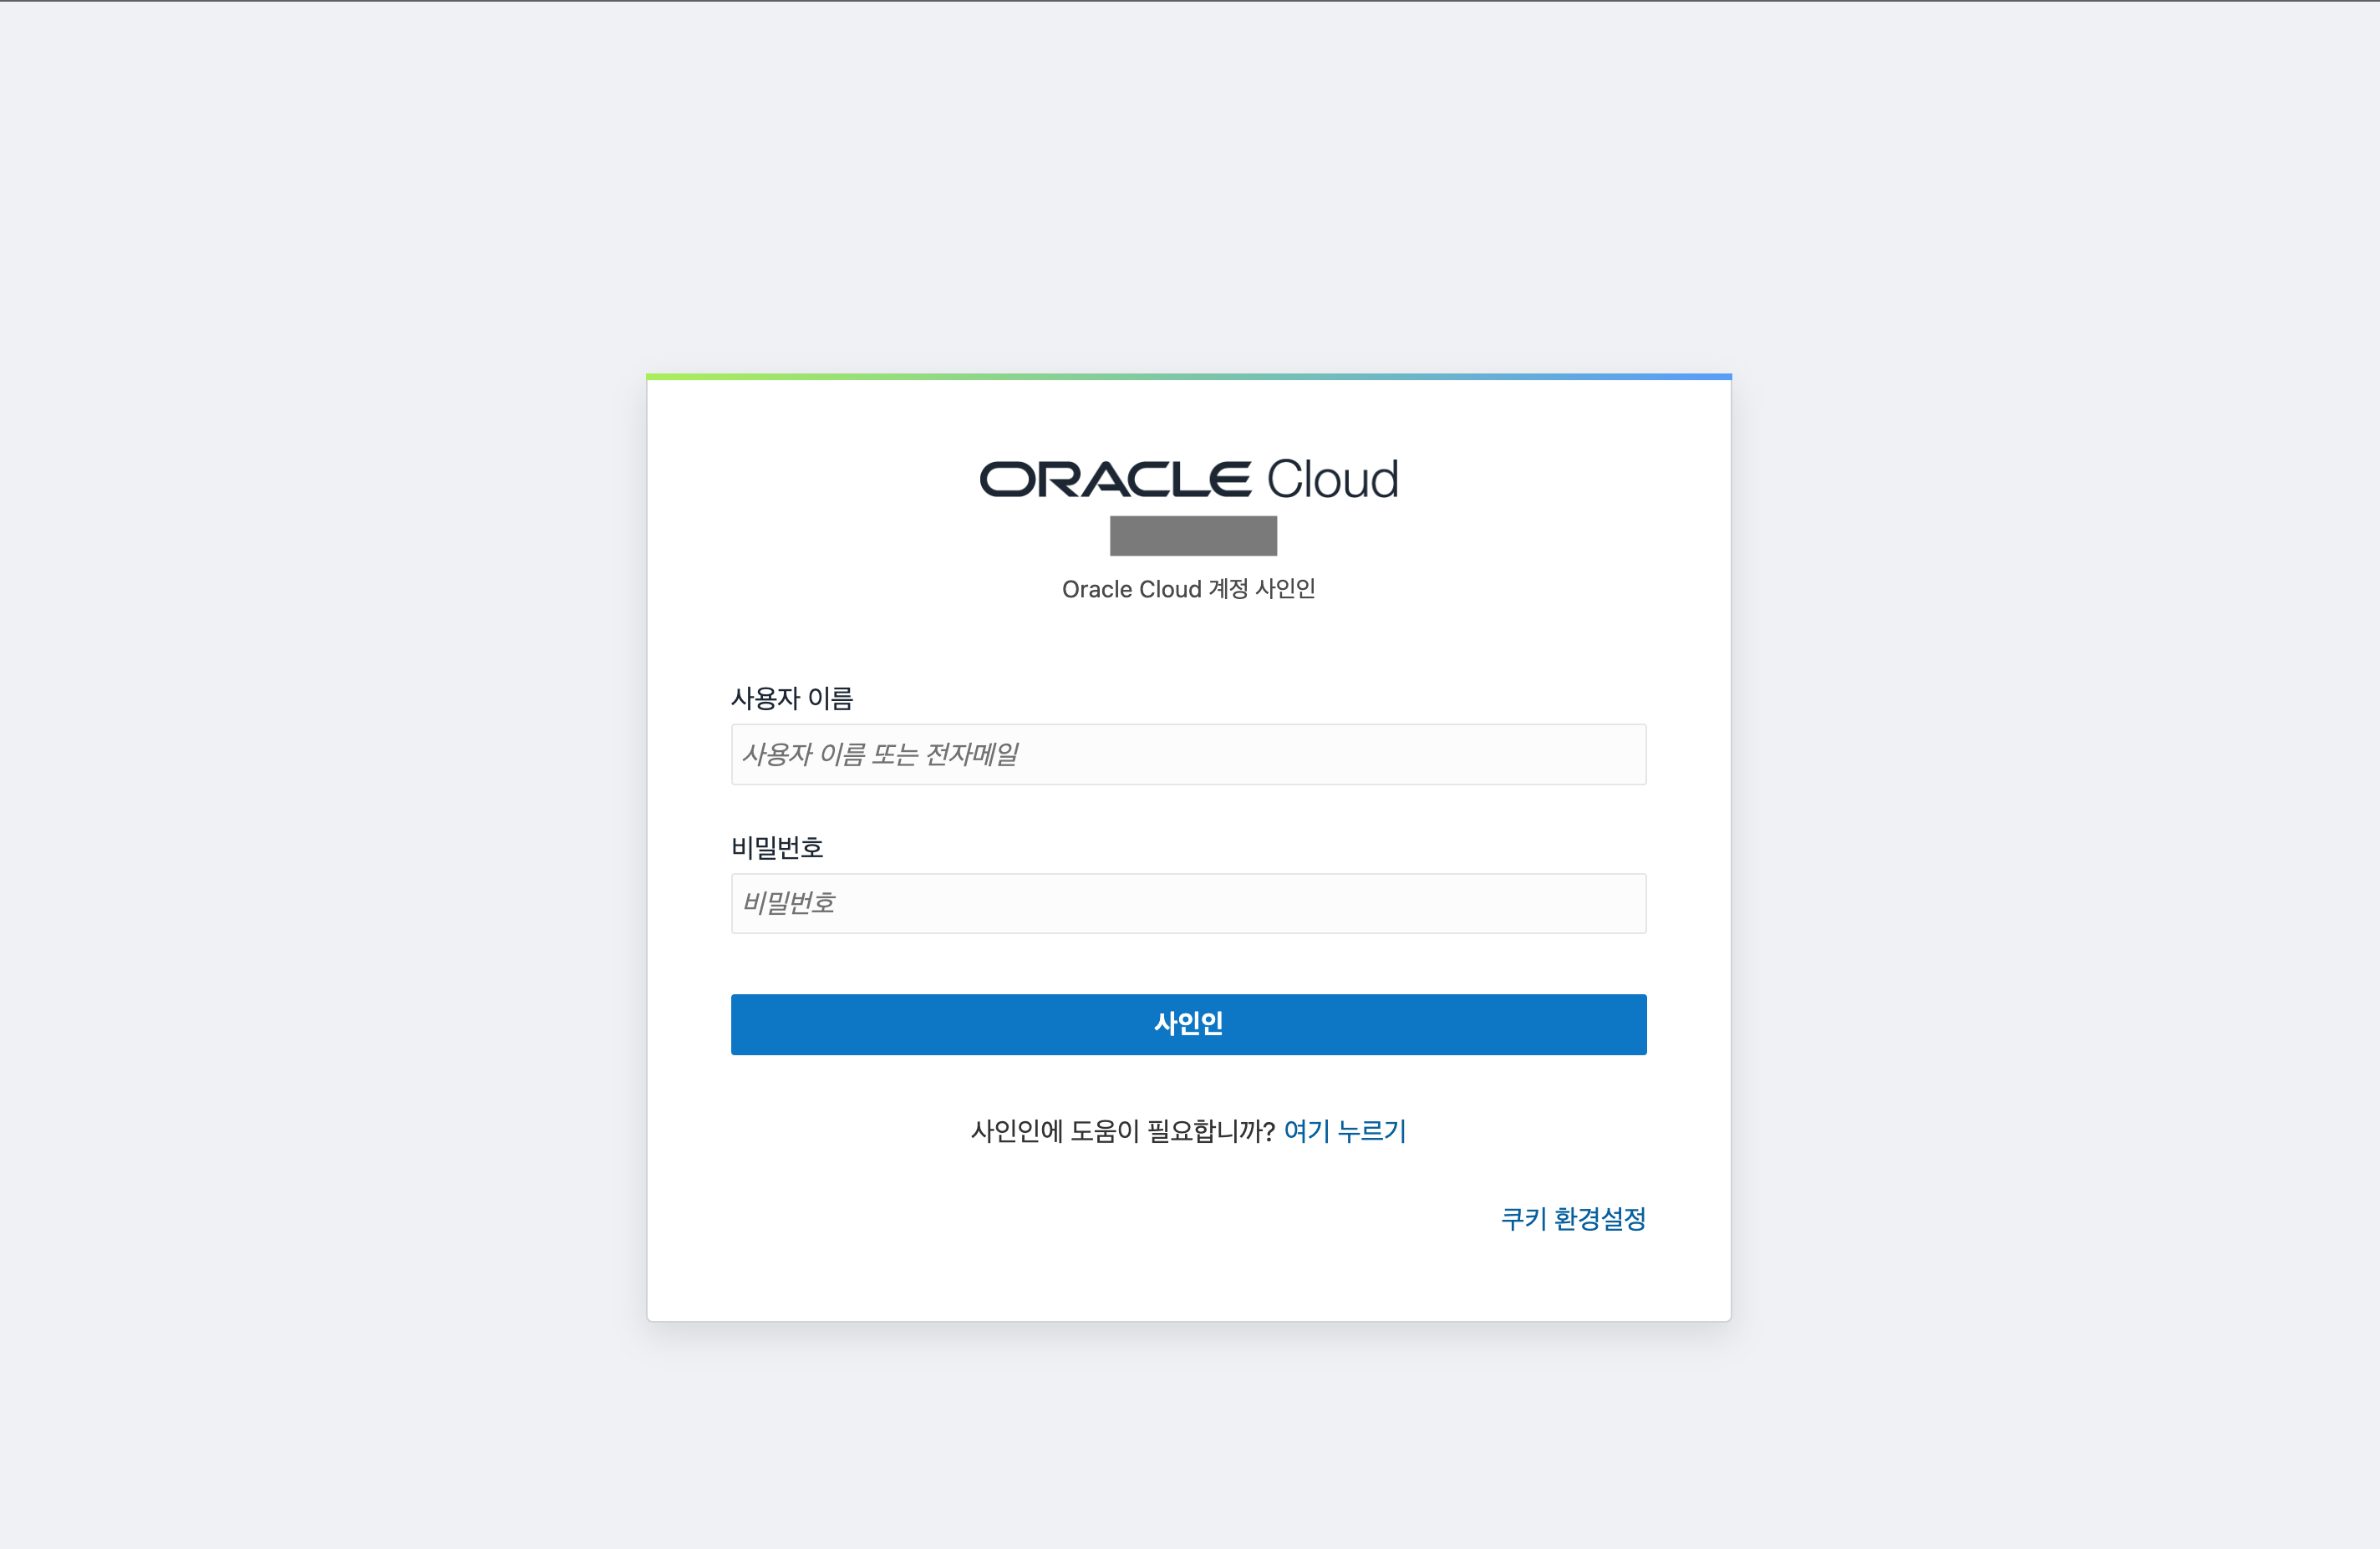 ORACLE Cloud
Oracle Cloud 계정 사인인
사용자 이름
사용자 이름 또는 전자메일
비밀번호
비밀번호
사인인
사인인에 도움이 필요합니까? 여기 누르기
쿠키 환경설정